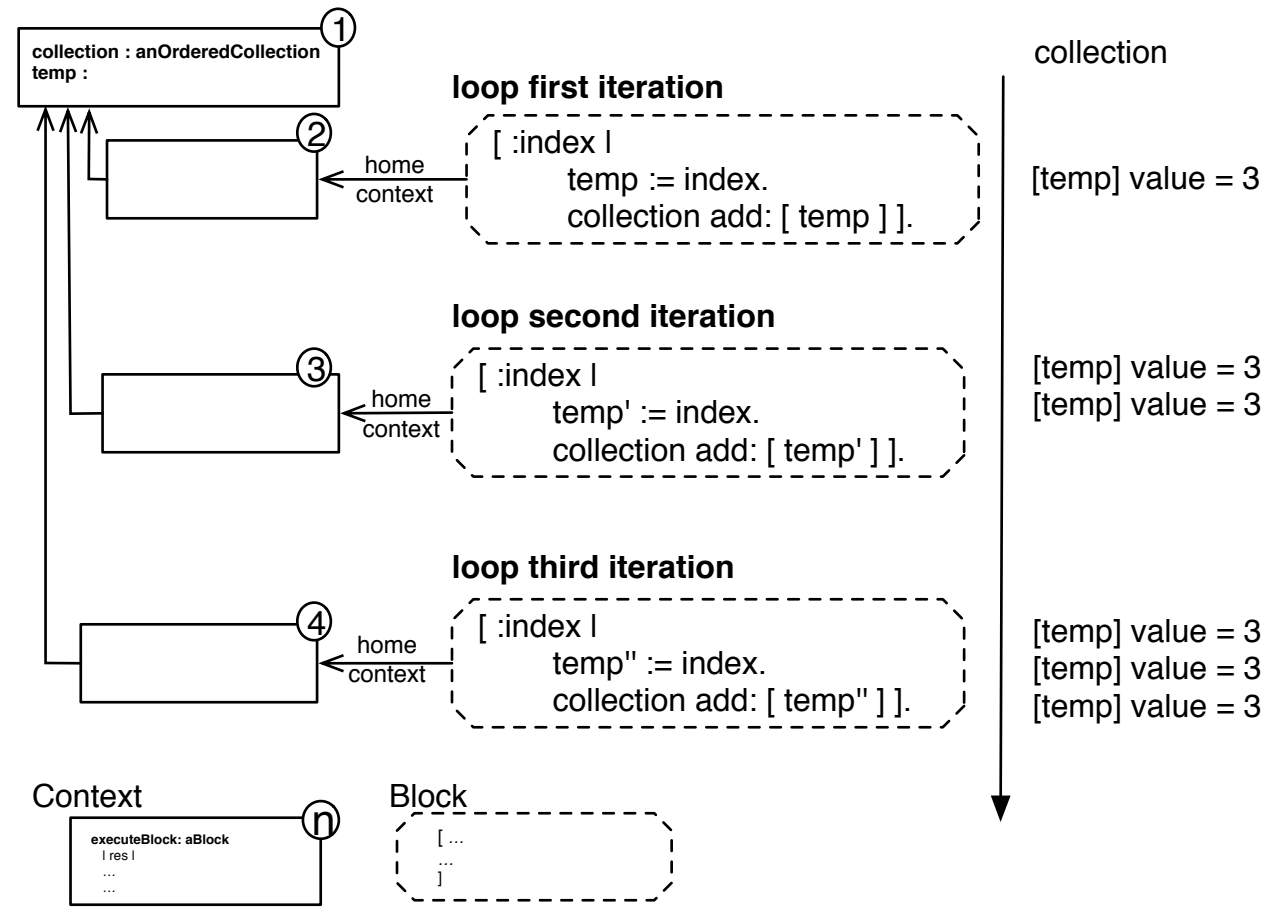 1
collection : anOrderedCollection
temp :
collection
loop first iteration
2
[ :index |
temp := index.
collection add: [ temp ] ].
home
context
[temp] value = 3
loop second iteration
3
[ :index |
temp' := index.
collection add: [ temp' ] ].
home
context
[temp] value = 3
[temp] value = 3
loop third iteration
4
[ :index |
temp'' := index.
collection add: [ temp'' ] ].
home
context
[temp] value = 3
[temp] value = 3
[temp] value = 3
Context
n
executeBlock: aBlock
| res |
...
...
Block
[ ...
...
]